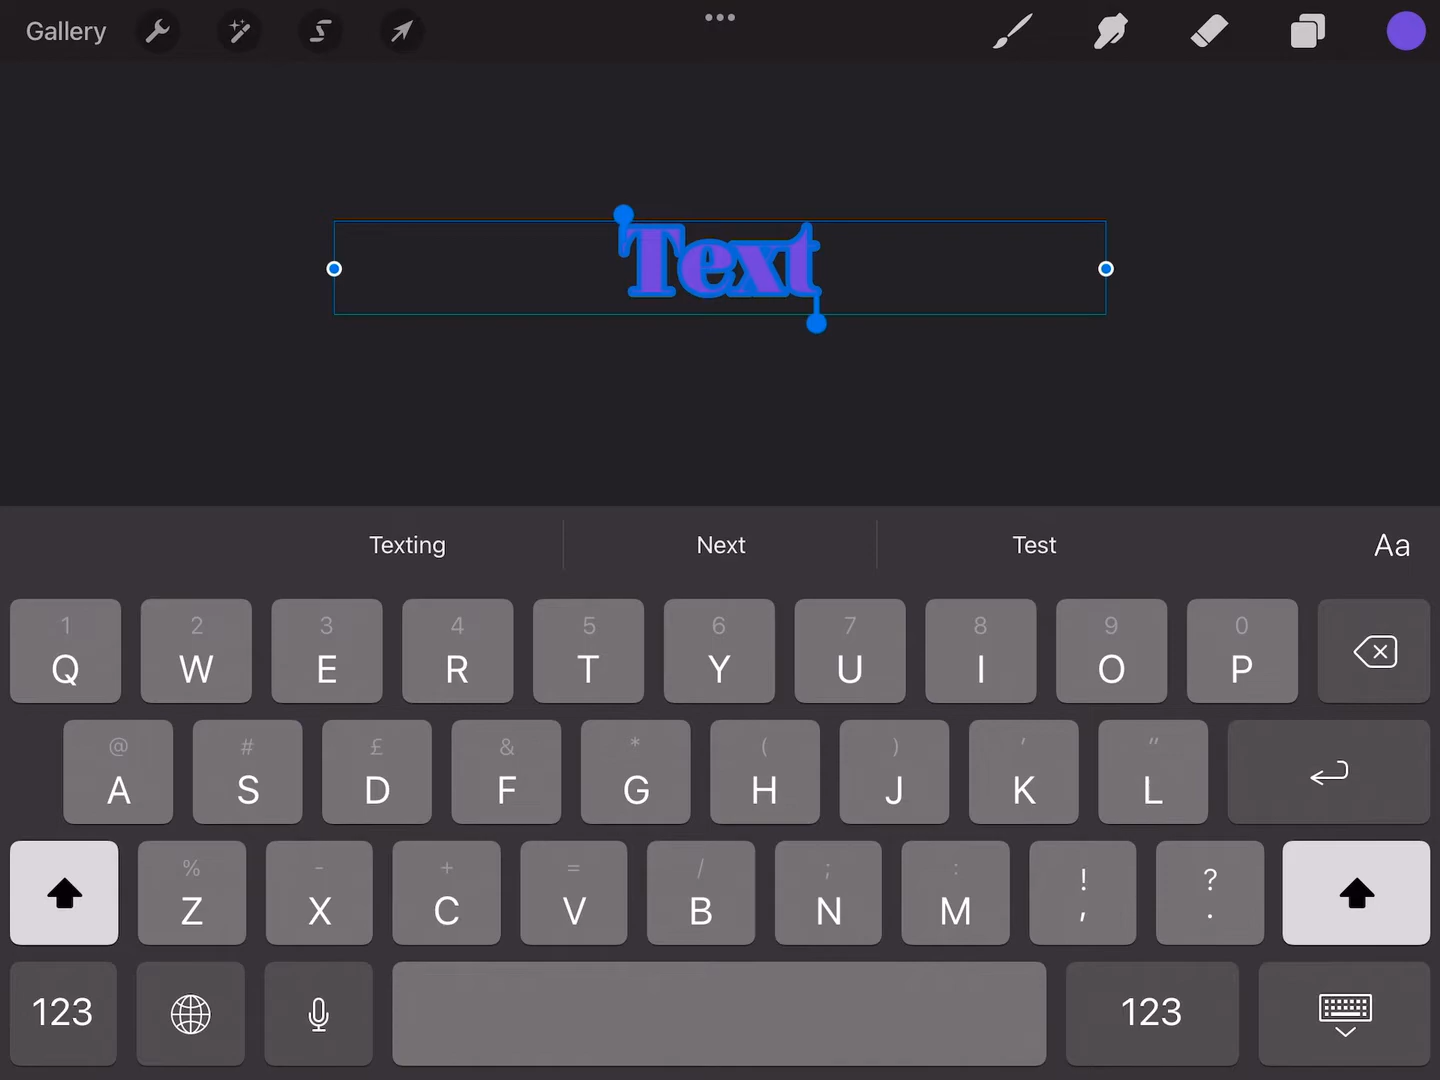 Gallery
Text
Texting Next Test Aa
1 2 3 4 5 6 7 8 9 0
Q W E R T Y U I O P
@ # £ & * ( ) ' "
A S D F G H J K L
% - + = / ; : ! ?
Z X C V B N M , .
123 123